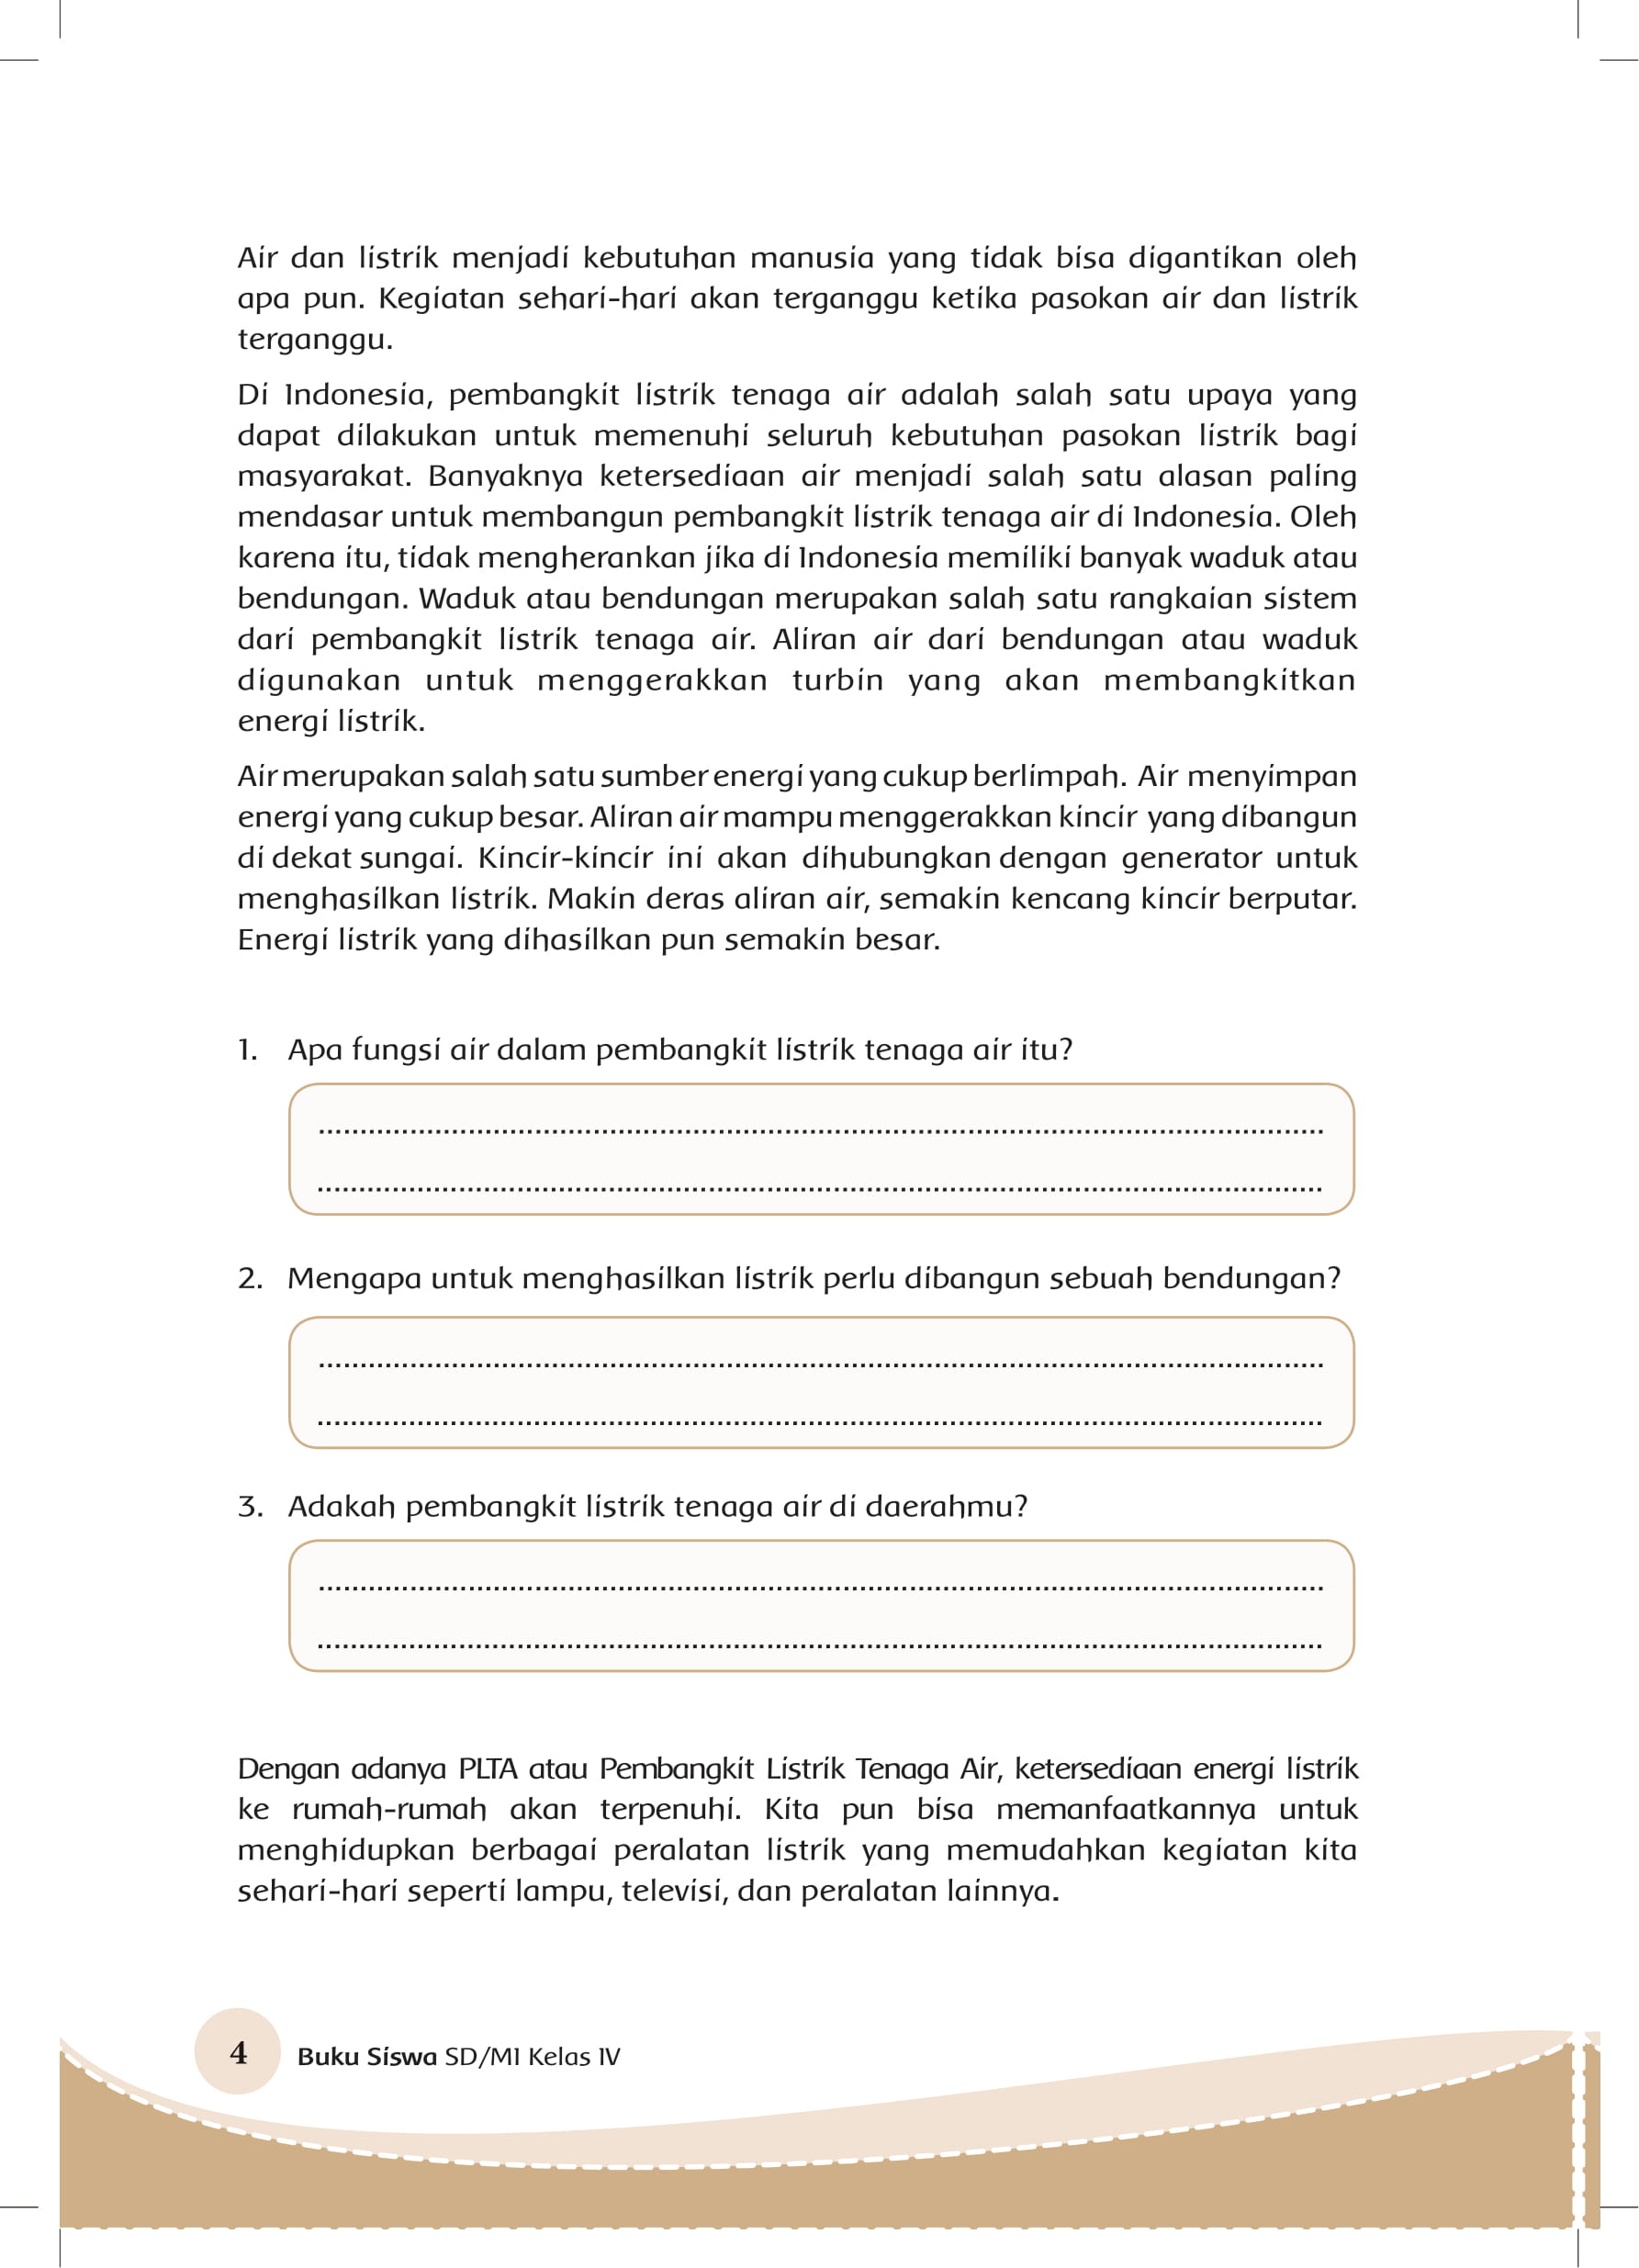 Air dan listrik menjadi kebutuhan manusia yang tidak bisa digantikan oleh
apa pun. Kegiatan sehari-hari akan terganggu ketika pasokan air dan listrik
terganggu.
Di Indonesia, pembangkit listrik tenaga air adalah salah satu upaya yang
dapat dilakukan untuk memenuhi seluruh kebutuhan pasokan listrik bagi
masyarakat. Banyaknya ketersediaan air menjadi salah satu alasan paling
mendasar untuk membangun pembangkit listrik tenaga air di Indonesia. Oleh
karena itu, tidak mengherankan jika di Indonesia memiliki banyak waduk atau
bendungan. Waduk atau bendungan merupakan salah satu rangkaian sistem
dari pembangkit listrik tenaga air. Aliran air dari bendungan atau waduk
digunakan untuk menggerakkan turbin yang akan membangkitkan
energi listrik.
Air merupakan salah satu sumber energi yang cukup berlimpah. Air menyimpan
energi yang cukup besar. Aliran air mampu menggerakkan kincir yang dibangun
di dekat sungai. Kincir-kincir ini akan dihubungkan dengan generator untuk
menghasilkan listrik. Makin deras aliran air, semakin kencang kincir berputar.
Energi listrik yang dihasilkan pun semakin besar.
1. Apa fungsi air dalam pembangkit listrik tenaga air itu?
2. Mengapa untuk menghasilkan listrik perlu dibangun sebuah bendungan?
3. Adakah pembangkit listrik tenaga air di daerahmu?
Dengan adanya PLTA atau Pembangkit Listrik Tenaga Air, ketersediaan energi listrik
ke rumah-rumah akan terpenuhi. Kita pun bisa memanfaatkannya untuk
menghidupkan berbagai peralatan listrik yang memudahkan kegiatan kita
sehari-hari seperti lampu, televisi, dan peralatan lainnya.
4 Buku Siswa SD/MI Kelas IV